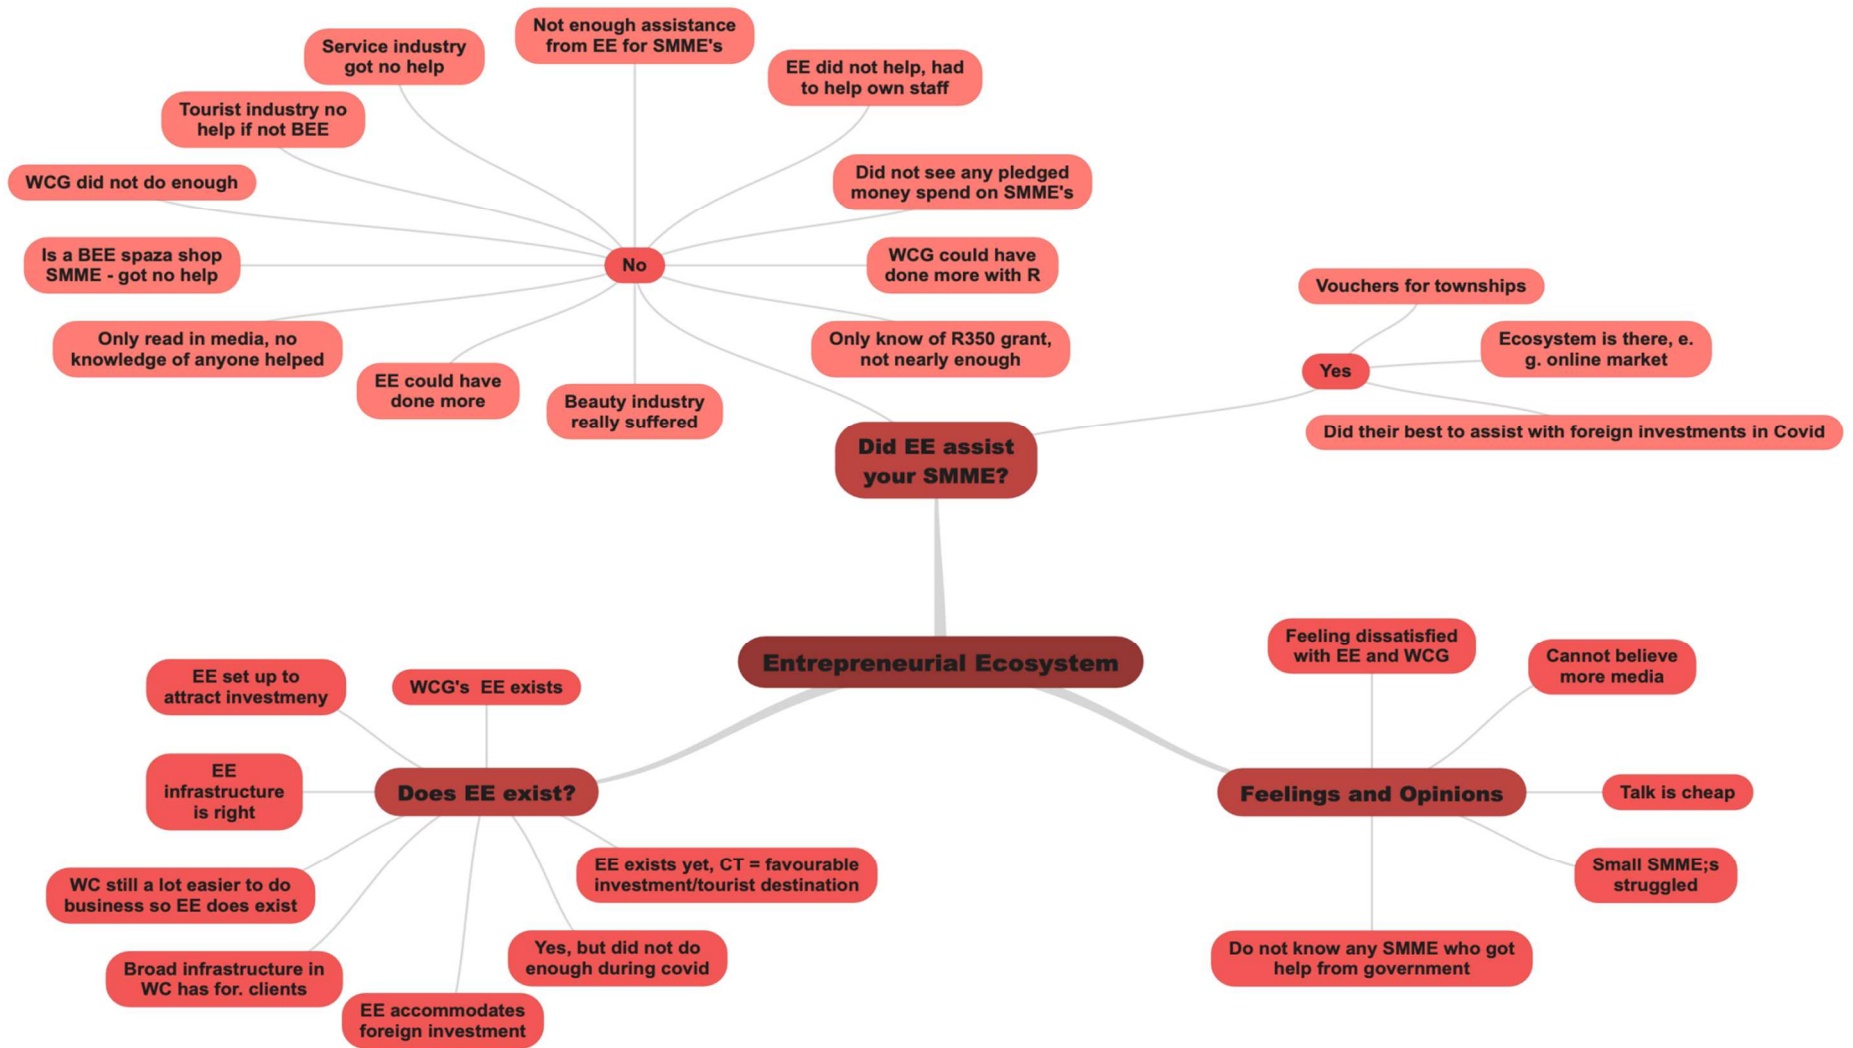 Not enough assistance
from EE for SMME's
Service industry
got no help
EE did not help, had
to help own staff
Tourist industry no
help if not BEE
WCG did not do enough
Did not see any pledged
money spend on SMME's
Is a BEE spaza shop
SMME - got no help
No
WCG could have
done more with R
Only read in media, no
knowledge of anyone helped
Only know of R350 grant,
not nearly enough
EE could have
done more
Beauty industry
really suffered
Vouchers for townships
Ecosystem is there, e.
g. online market
Yes
Did their best to assist with foreign investments in Covid
Did EE assist
your SMME?
Entrepreneurial Ecosystem
EE set up to
attract investmeny
WCG's EE exists
EE
infrastructure
is right
Does EE exist?
WC still a lot easier to do
business so EE does exist
EE exists yet, CT = favourable
investment/tourist destination
Broad infrastructure in
WC has for. clients
Yes, but did not do
enough during covid
EE accommodates
foreign investment
Feeling dissatisfied
with EE and WCG
Cannot believe
more media
Feelings and Opinions
Talk is cheap
Small SMME;s
struggled
Do not know any SMME who got
help from government